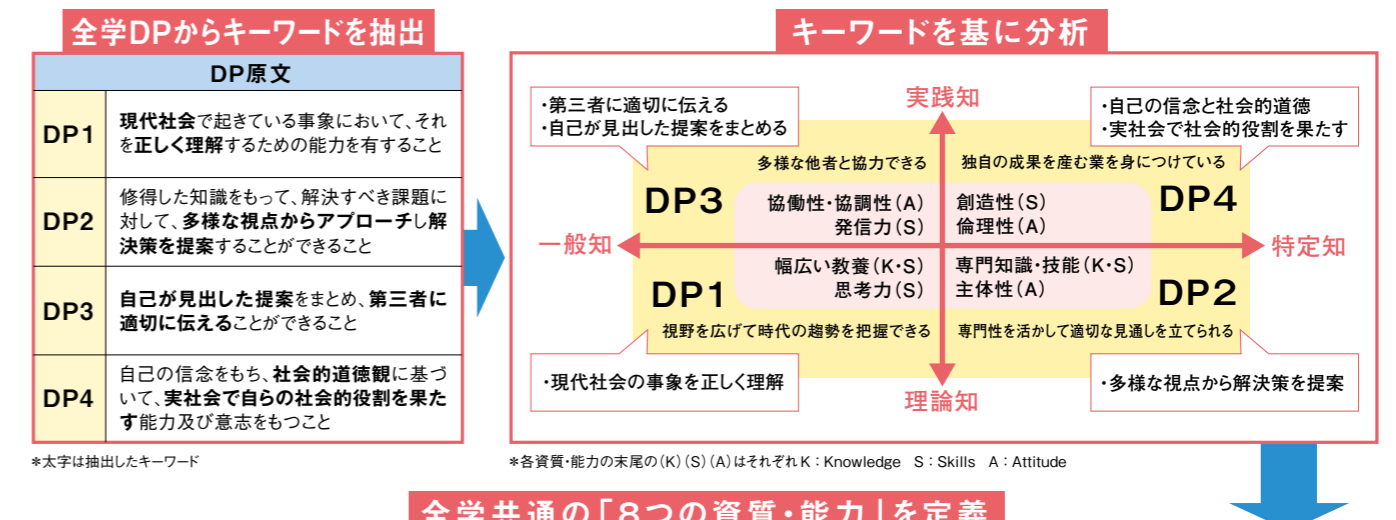 全学DPからキーワードを抽出
DP原文
DP1
現代社会で起きている事象において、それ
を正しく理解するための能力を有すること
DP2
修得した知識をもって、解決すべき課題に
対して、多様な視点からアプローチし解
決策を提案することができること
DP3
自己が見出した提案をまとめ、第三者に
適切に伝えることができること
DP4
自己の信念をもち、社会的道徳観に基づ
いて、実社会で自らの社会的役割を果た
す能力及び意志をもつこと
*太字は抽出したキーワード
キーワードを基に分析
・第三者に適切に伝える
・自己が見出した提案をまとめる
実践知
・自己の信念と社会的道徳
・実社会で社会的役割を果たす
多様な他者と協力できる
独自の成果を産む業を身につけている
DP3
協働性・協調性(A)
発信力(S)
創造性(S)
倫理性(A)
DP4
一般知
特定知
DP1
幅広い教養(K・S)
思考力(S)
専門知識・技能(K・S)
主体性(A)
DP2
視野を広げて時代の趨勢を把握できる
専門性を活かして適切な見通しを立てられる
・現代社会の事象を正しく理解
理論知
・多様な視点から解決策を提案
*各資質・能力の末尾の(K)(S)(A)はそれぞれK:Knowledge S:Skills A:Attitude
全学共通の「8つの資質・能力」を定義